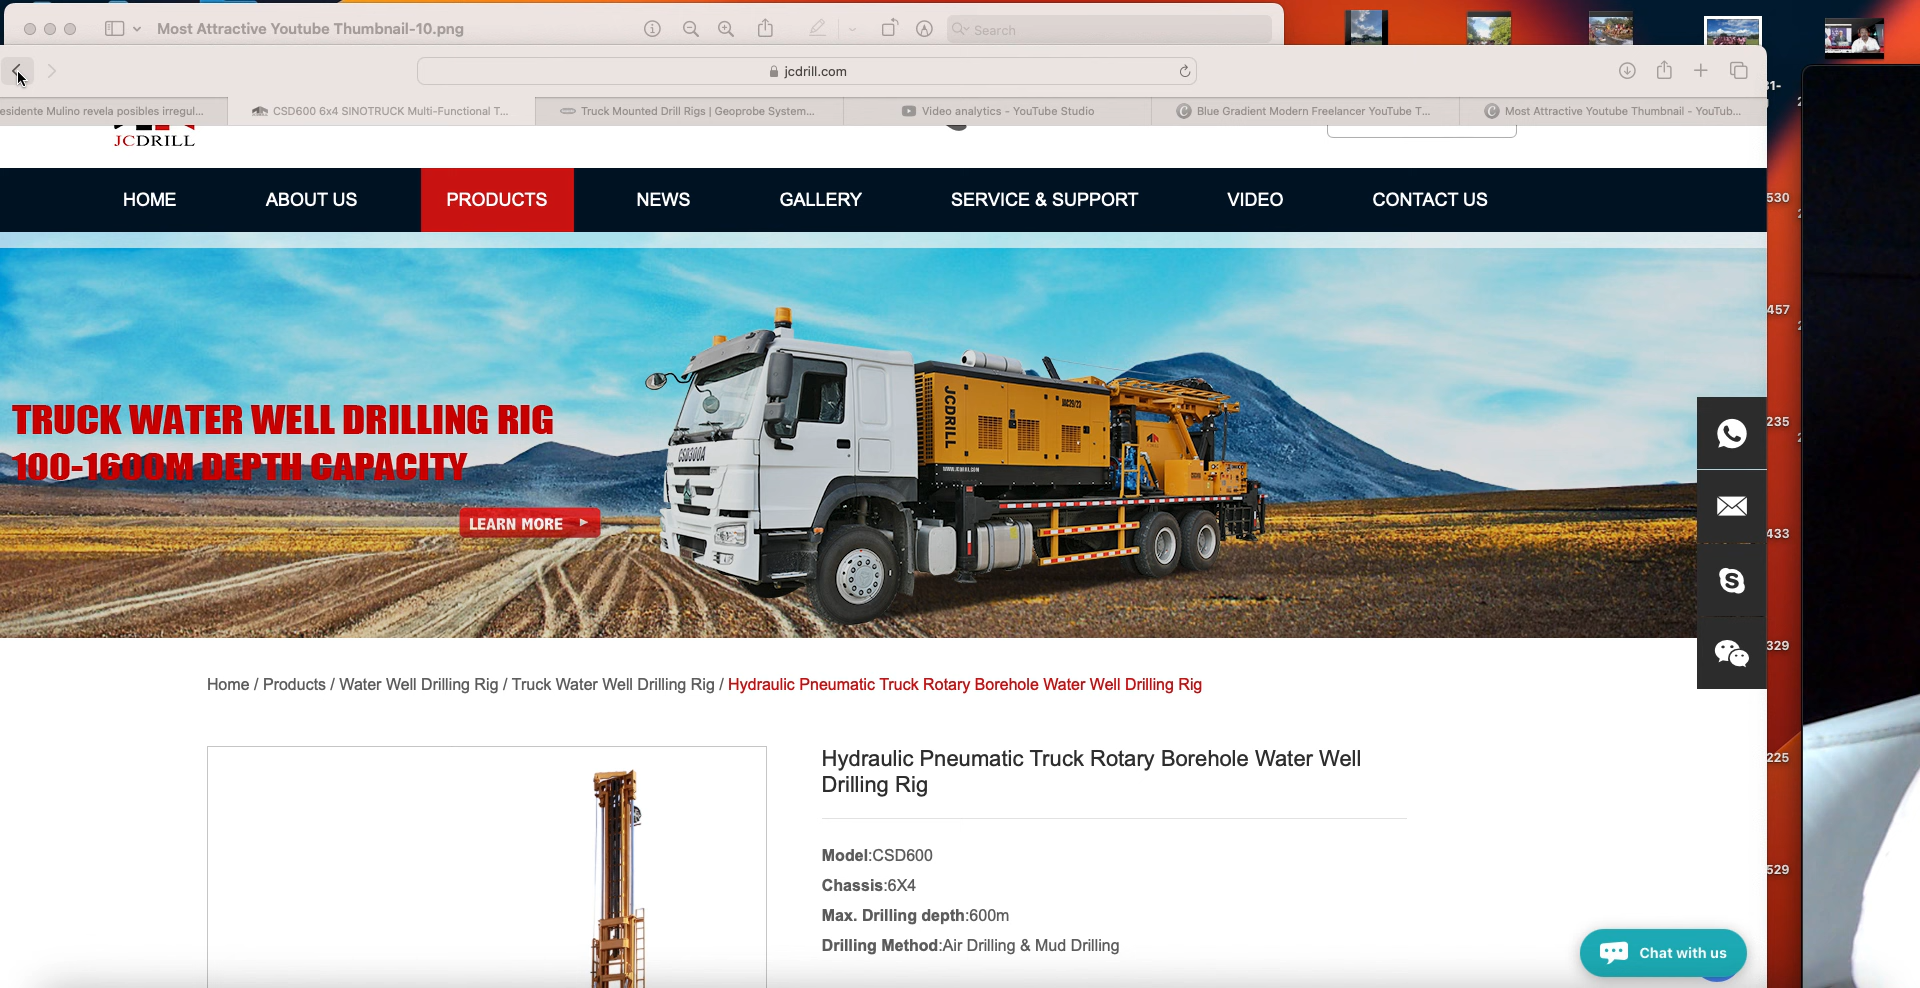 Most Attractive Youtube Thumbnail-10.png
Search
jcdrill.com
esidente Mulino revela posibles irregul...
CSD600 6x4 SINOTRUCK Multi-Functional T...
Truck Mounted Drill Rigs | Geoprobe System...
Video analytics - YouTube Studio
Blue Gradient Modern Freelancer YouTube T...
Most Attractive Youtube Thumbnail - YouTub...
JCDRILL
HOME
ABOUT US
PRODUCTS
NEWS
GALLERY
SERVICE & SUPPORT
VIDEO
CONTACT US
TRUCK WATER WELL DRILLING RIG
100-1600M DEPTH CAPACITY
LEARN MORE
CSD300A
JCDRILL
WWW.JCDRILL.COM
530
457
235
433
329
225
529
Home / Products / Water Well Drilling Rig / Truck Water Well Drilling Rig / Hydraulic Pneumatic Truck Rotary Borehole Water Well Drilling Rig
Hydraulic Pneumatic Truck Rotary Borehole Water Well
Drilling Rig
Model:CSD600
Chassis:6X4
Max. Drilling depth:600m
Drilling Method:Air Drilling & Mud Drilling
Chat with us